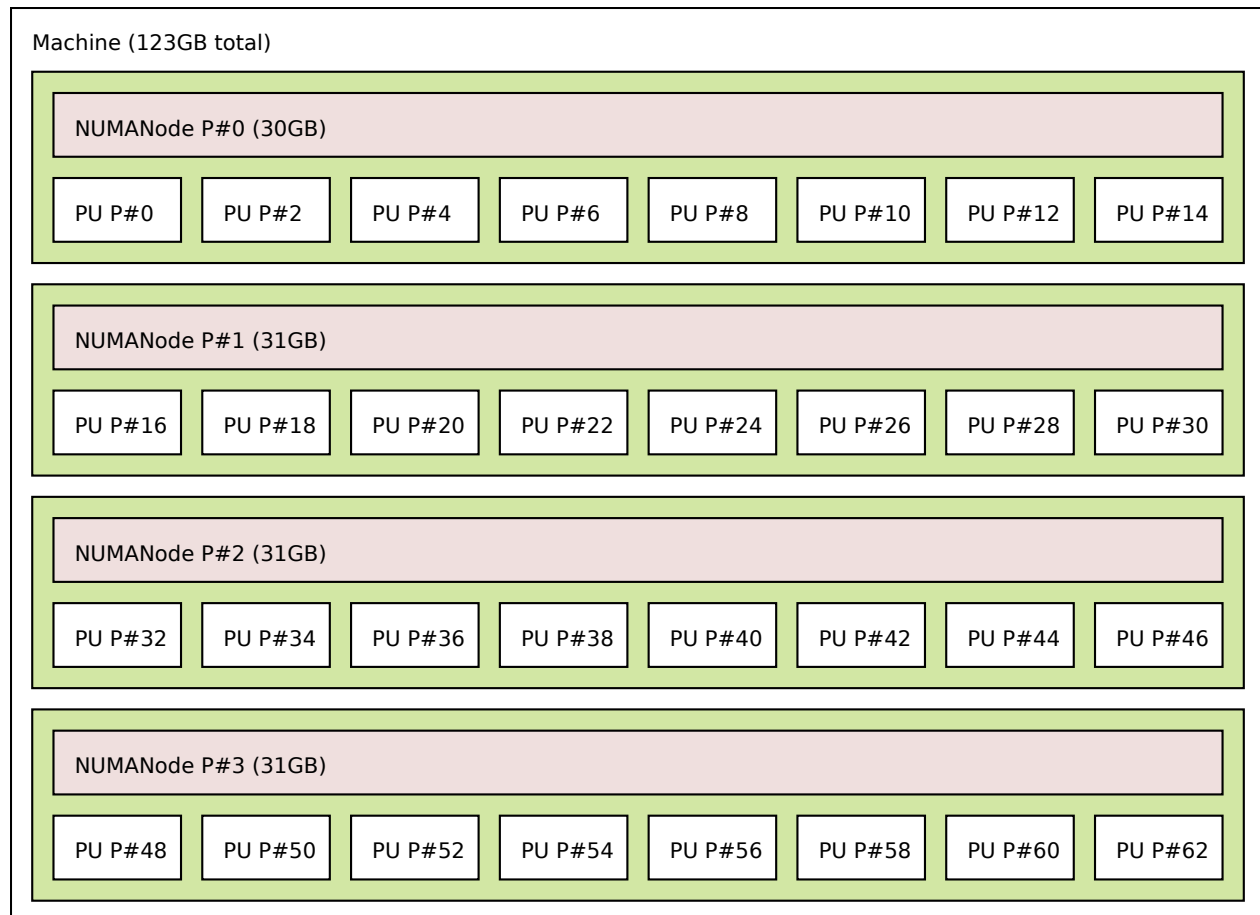 Machine (123GB total)
NUMANode P#0 (30GB)
PU P#0 PU P#2 PU P#4 PU P#6 PU P#8 PU P#10 PU P#12 PU P#14
NUMANode P#1 (31GB)
PU P#16 PU P#18 PU P#20 PU P#22 PU P#24 PU P#26 PU P#28 PU P#30
NUMANode P#2 (31GB)
PU P#32 PU P#34 PU P#36 PU P#38 PU P#40 PU P#42 PU P#44 PU P#46
NUMANode P#3 (31GB)
PU P#48 PU P#50 PU P#52 PU P#54 PU P#56 PU P#58 PU P#60 PU P#62